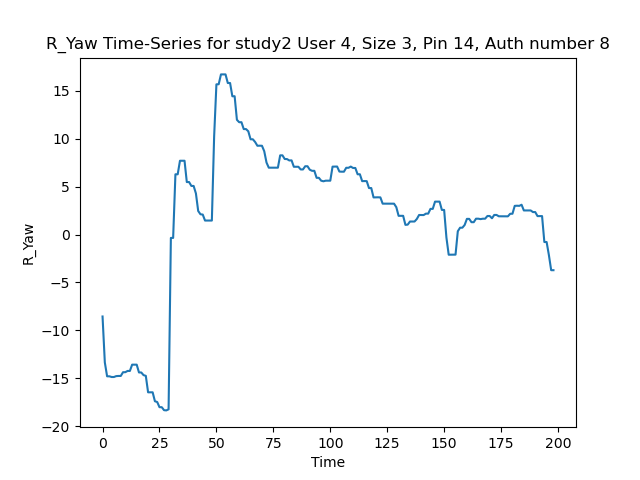 R_Yaw Time-Series for study2 User 4, Size 3, Pin 14, Auth number 8
15
10
5
0
−5
−10
−15
−20
R_Yaw
0 25 50 75 100 125 150 175 200
Time